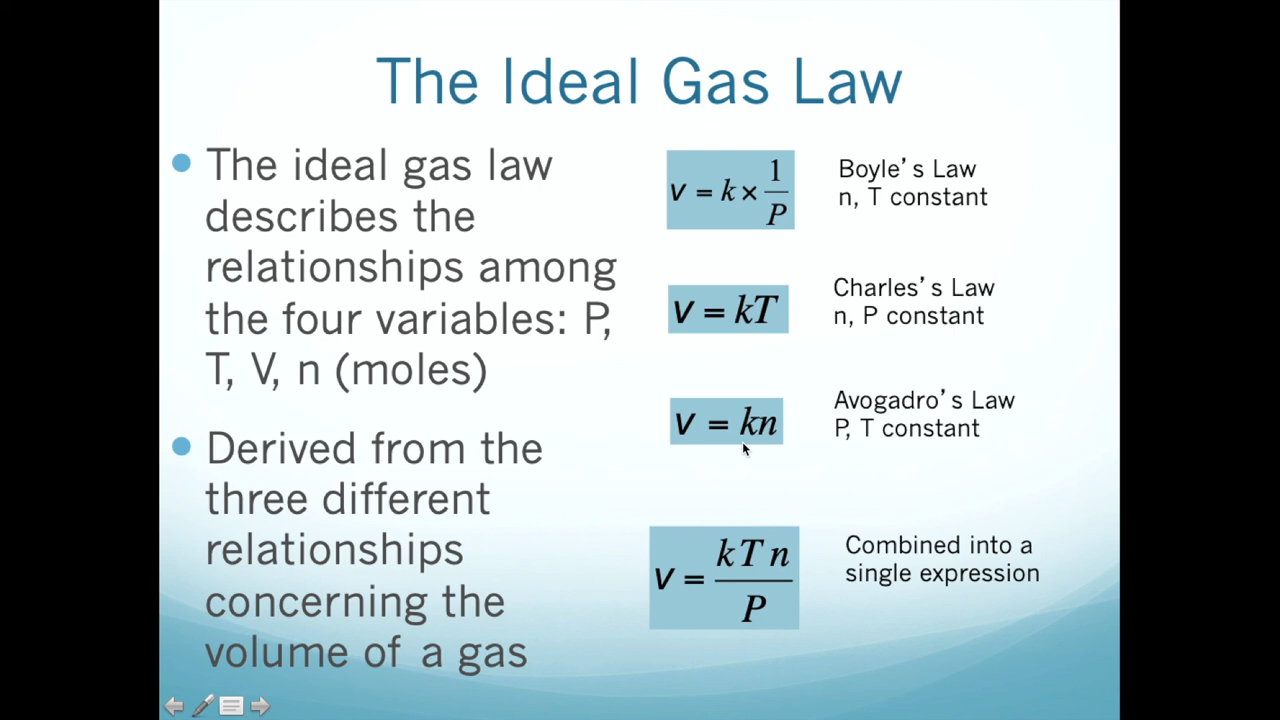 The Ideal Gas Law
• The ideal gas law
describes the
relationships among
the four variables: P,
T, V, n (moles)
• Derived from the
three different
relationships
concerning the
volume of a gas
V = k × 1/P
Boyle’s Law
n, T constant
V = kT
Charles’s Law
n, P constant
V = kn
Avogadro’s Law
P, T constant
V = kTn/P
Combined into a
single expression